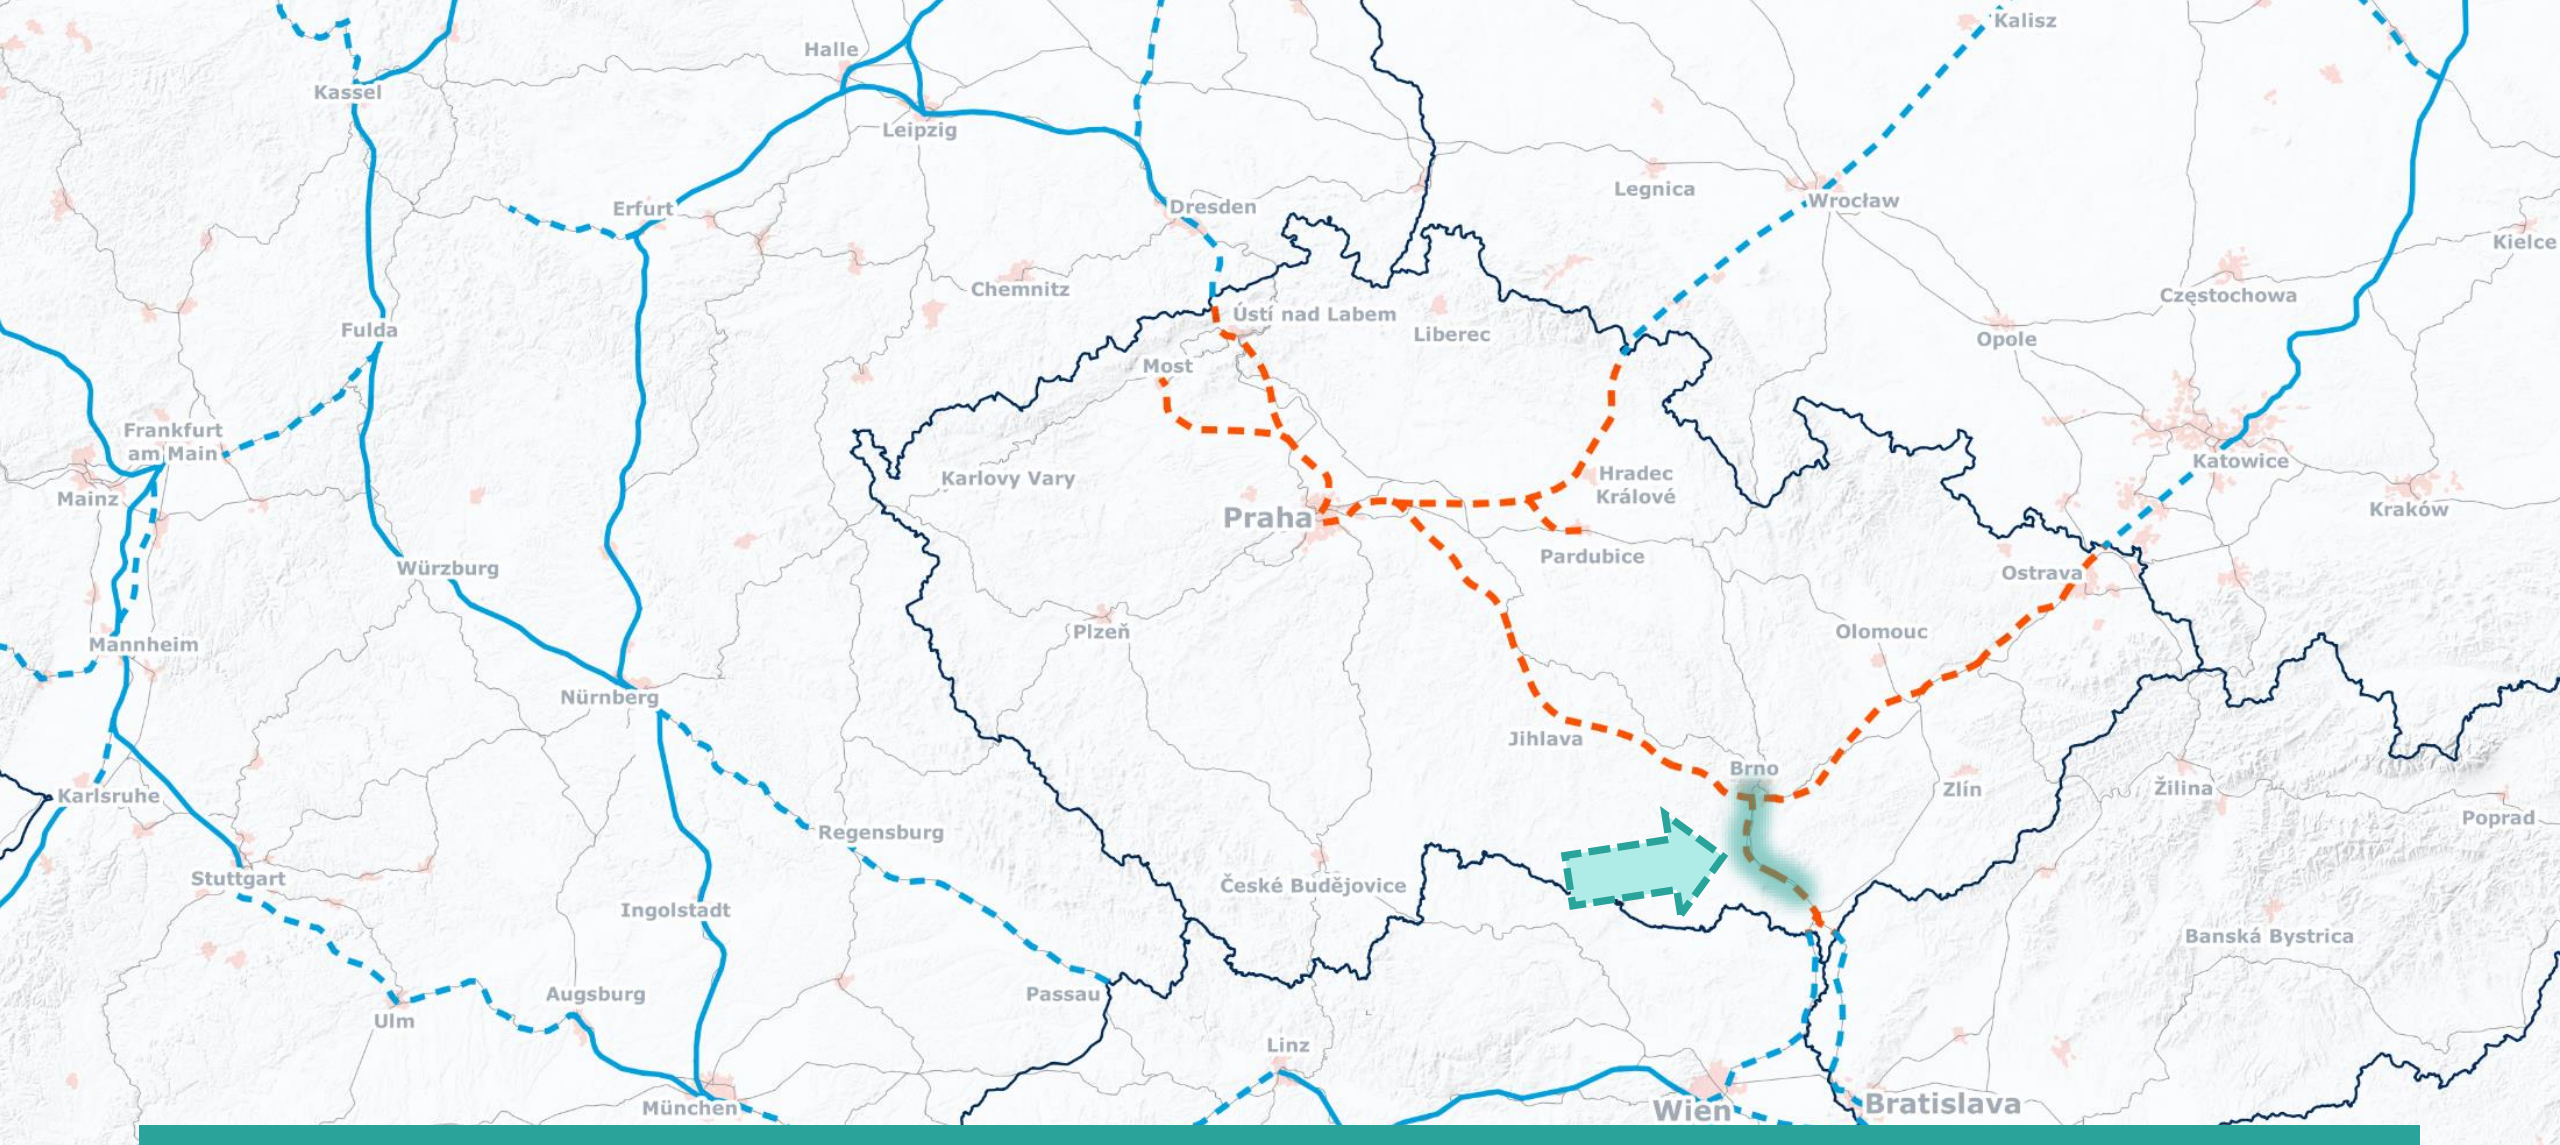 Kalisz
Halle
Kassel
Leipzig
Legnica
Wrocław
Erfurt
Dresden
Kielce
Chemnitz
Częstochowa
Ústí nad Labem
Fulda
Liberec
Opole
Most
Frankfurt
am Main
Katowice
Karlovy Vary
Hradec
Králové
Mainz
Kraków
Praha
Pardubice
Würzburg
Ostrava
Plzeň
Olomouc
Mannheim
Nürnberg
Jihlava
Brno
Zlín
Žilina
Karlsruhe
Poprad
Regensburg
Stuttgart
České Budějovice
Ingolstadt
Banská Bystrica
Augsburg
Passau
Ulm
Linz
München
Wien
Bratislava